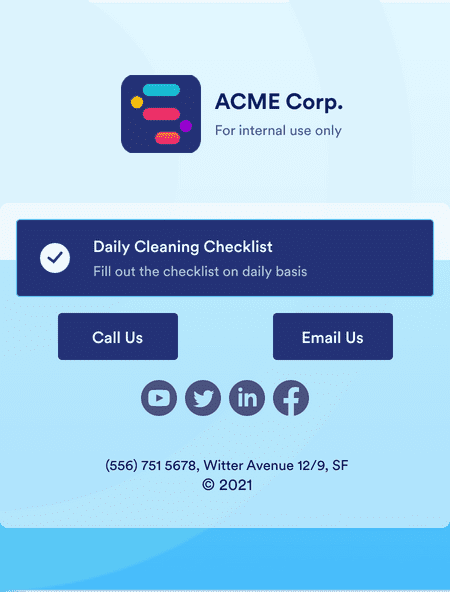 ACME Corp.
For internal use only
Daily Cleaning Checklist
Fill out the checklist on daily basis
Call Us
Email Us
in
(556) 751 5678, Witter Avenue 12/9, SF
© 2021